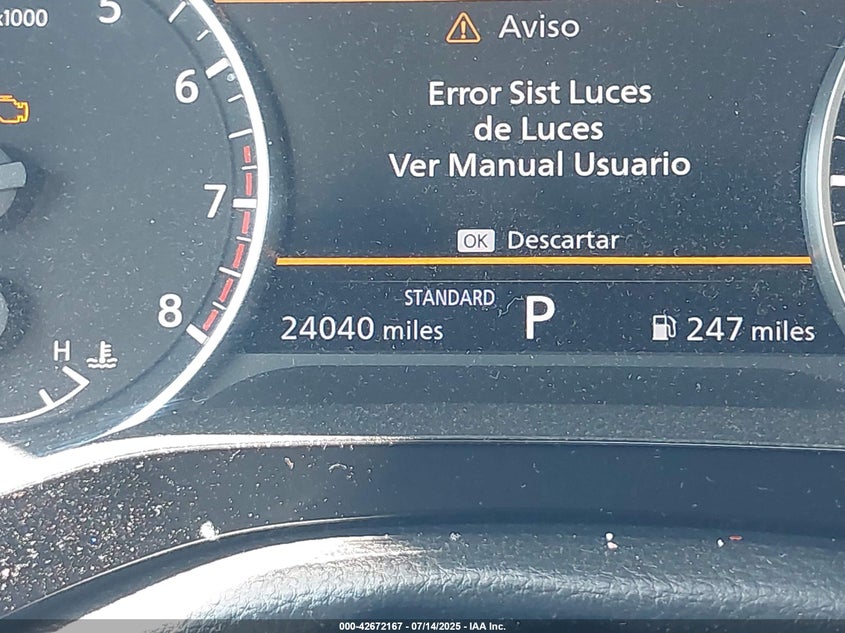 x1000
5
6
7
8
H
Aviso
Error Sist Luces
de Luces
Ver Manual Usuario
OK Descartar
STANDARD
P
24040 miles
247 miles
000-42672167 - 07/14/2025 - IAA Inc.